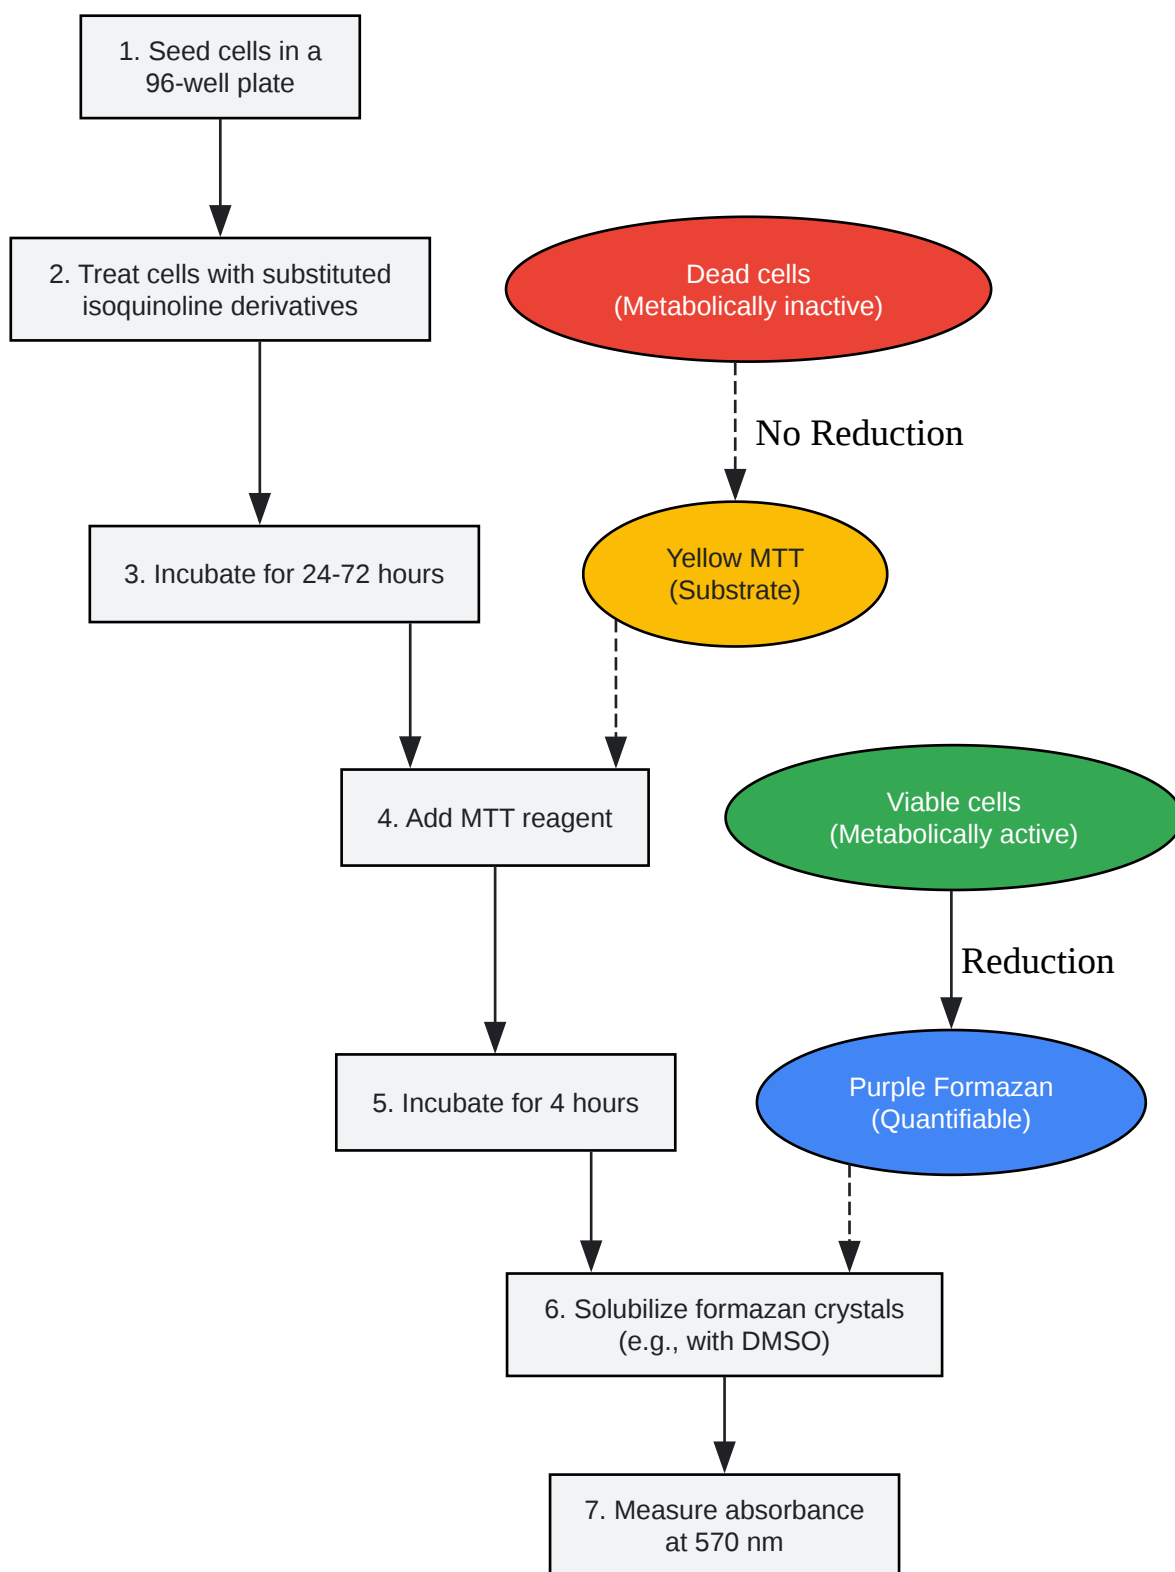 1. Seed cells in a
96-well plate
2. Treat cells with substituted
isoquinoline derivatives
Dead cells
(Metabolically inactive)
No Reduction
3. Incubate for 24-72 hours
Yellow MTT
(Substrate)
4. Add MTT reagent
Viable cells
(Metabolically active)
Reduction
5. Incubate for 4 hours
Purple Formazan
(Quantifiable)
6. Solubilize formazan crystals
(e.g., with DMSO)
7. Measure absorbance
at 570 nm